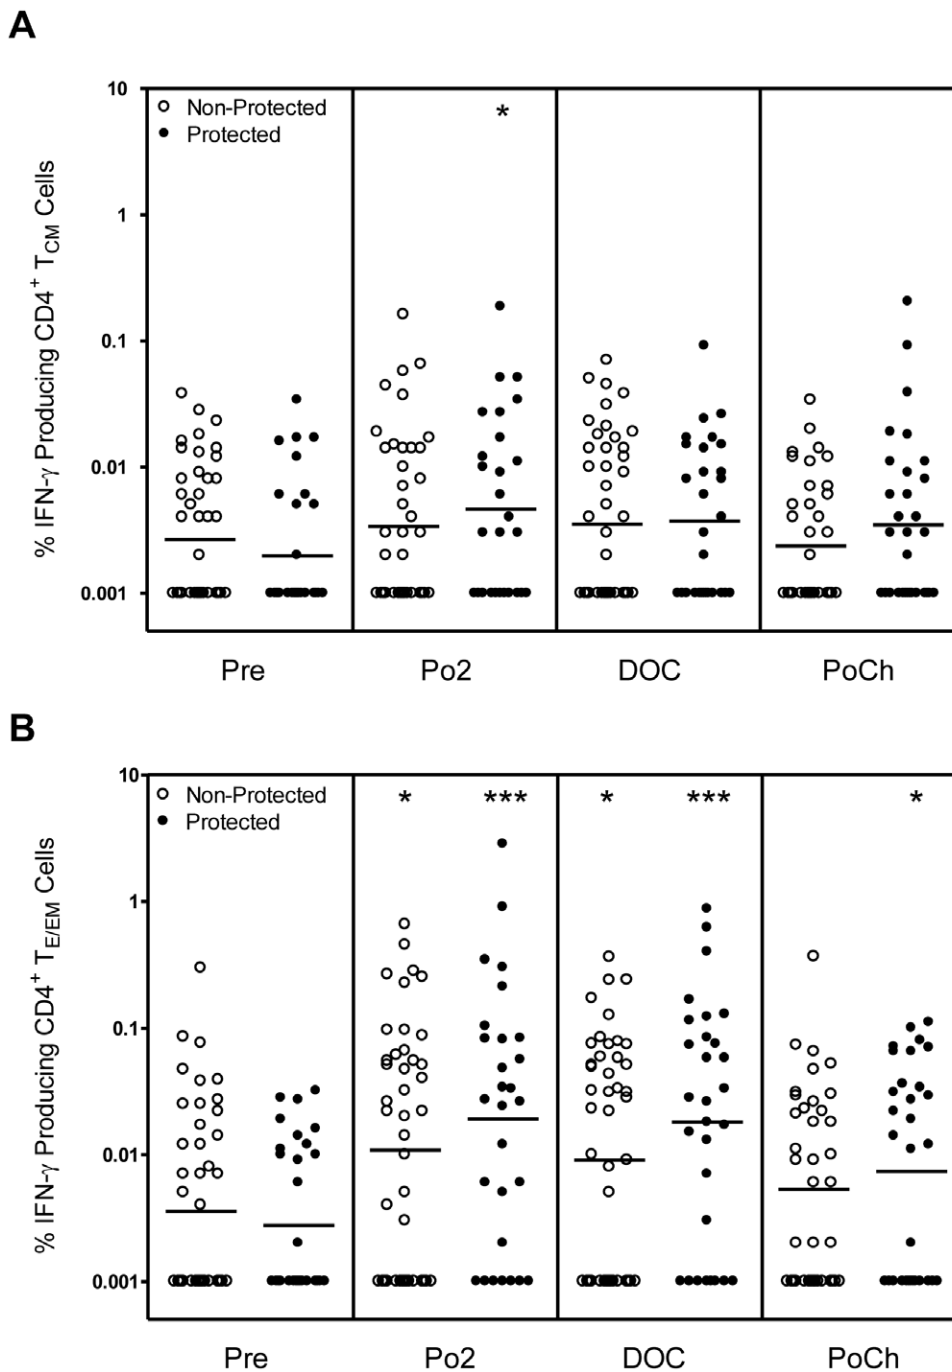 A
% IFN-γ Producing CD4+ TCM Cells
10
1
0.1
0.01
0.001
Non-Protected
Protected
*
Pre
Po2
DOC
PoCh
B
% IFN-γ Producing CD4+ TE/EM Cells
10
1
0.1
0.01
0.001
Non-Protected
Protected
*
***
*
***
*
Pre
Po2
DOC
PoCh